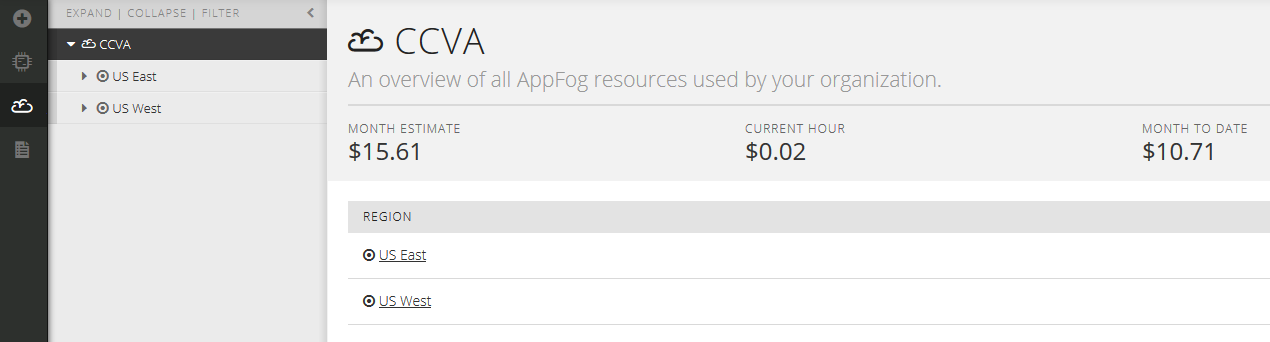 EXPAND | COLLAPSE | FILTER
CCVA
US East
US West
CCVA
An overview of all AppFog resources used by your organization.
MONTH ESTIMATE
$15.61
CURRENT HOUR
$0.02
MONTH TO DATE
$10.71
REGION
US East
US West